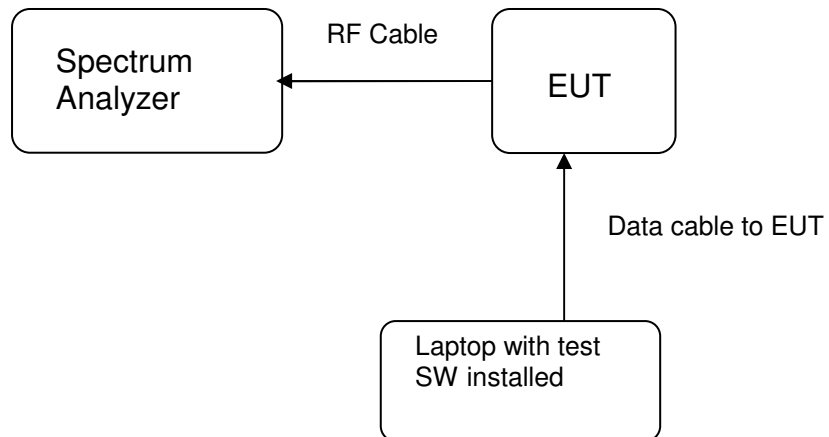 RF Cable
Spectrum
Analyzer
EUT
Data cable to EUT
Laptop with test
SW installed